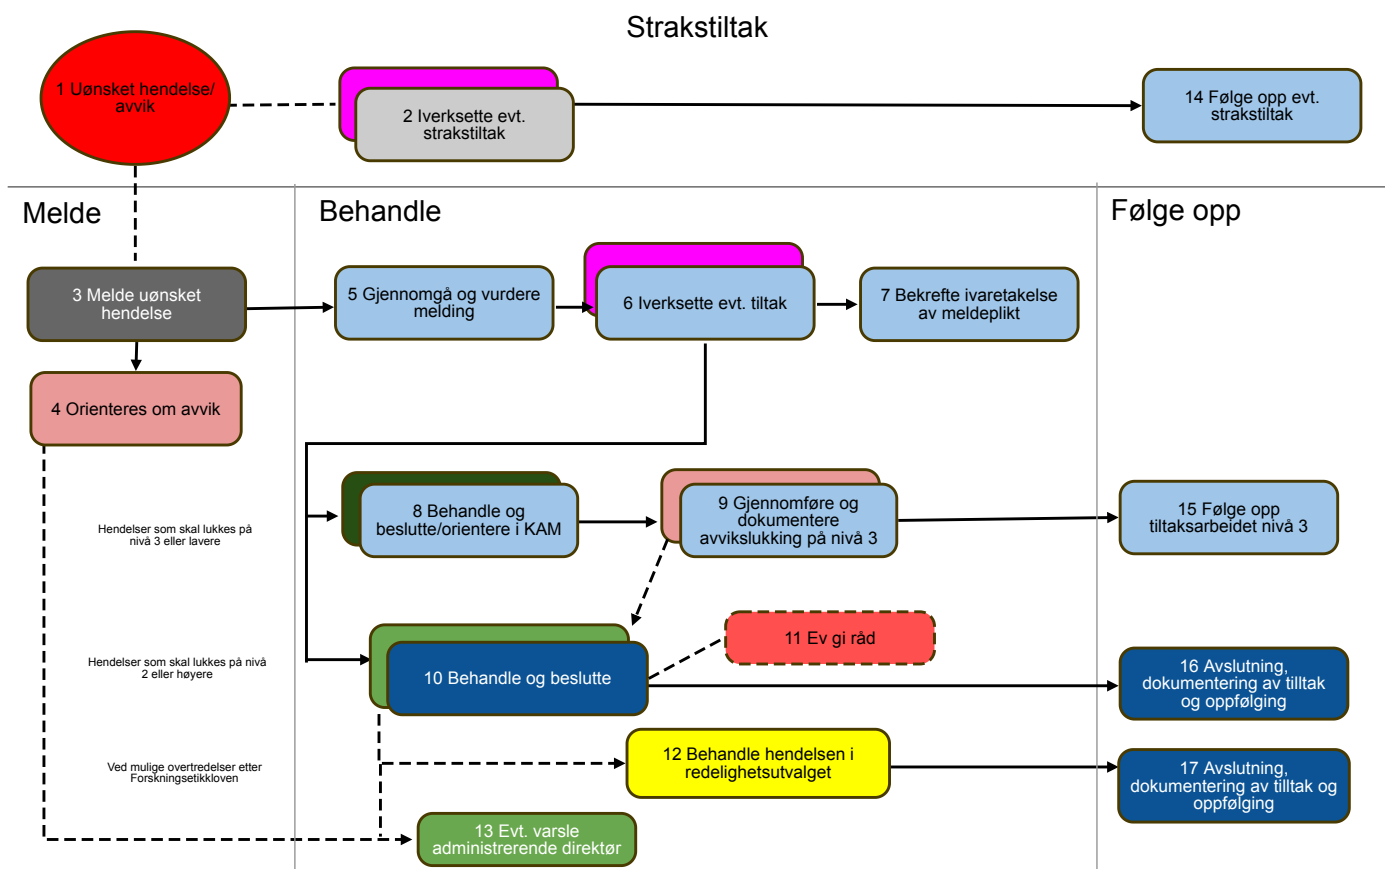 Strakstiltak
1 Uønsket hendelse/
avvik
2 Iverksette evt.
strakstiltak
14 Følge opp evt.
strakstiltak
Melde
Behandle
Følge opp
3 Melde uønsket
hendelse
5 Gjennomgå og vurdere
melding
6 Iverksette evt. tiltak
7 Bekrefte ivaretakelse
av meldeplikt
4 Orienteres om avvik
Hendelser som skal lukkes på
nivå 3 eller lavere
8 Behandle og
beslutte/orientere i KAM
9 Gjennomføre og
dokumentere
avvikslukking på nivå 3
15 Følge opp
tiltaksarbeidet nivå 3
Hendelser som skal lukkes på nivå
2 eller høyere
10 Behandle og beslutte
11 Ev gi råd
16 Avslutning,
dokumentering av tilltak
og oppfølging
Ved mulige overtredelser etter
Forskningsetikkloven
12 Behandle hendelsen i
redelighetsutvalget
17 Avslutning,
dokumentering av tilltak og
oppfølging
13 Evt. varsle
administrerende direktør